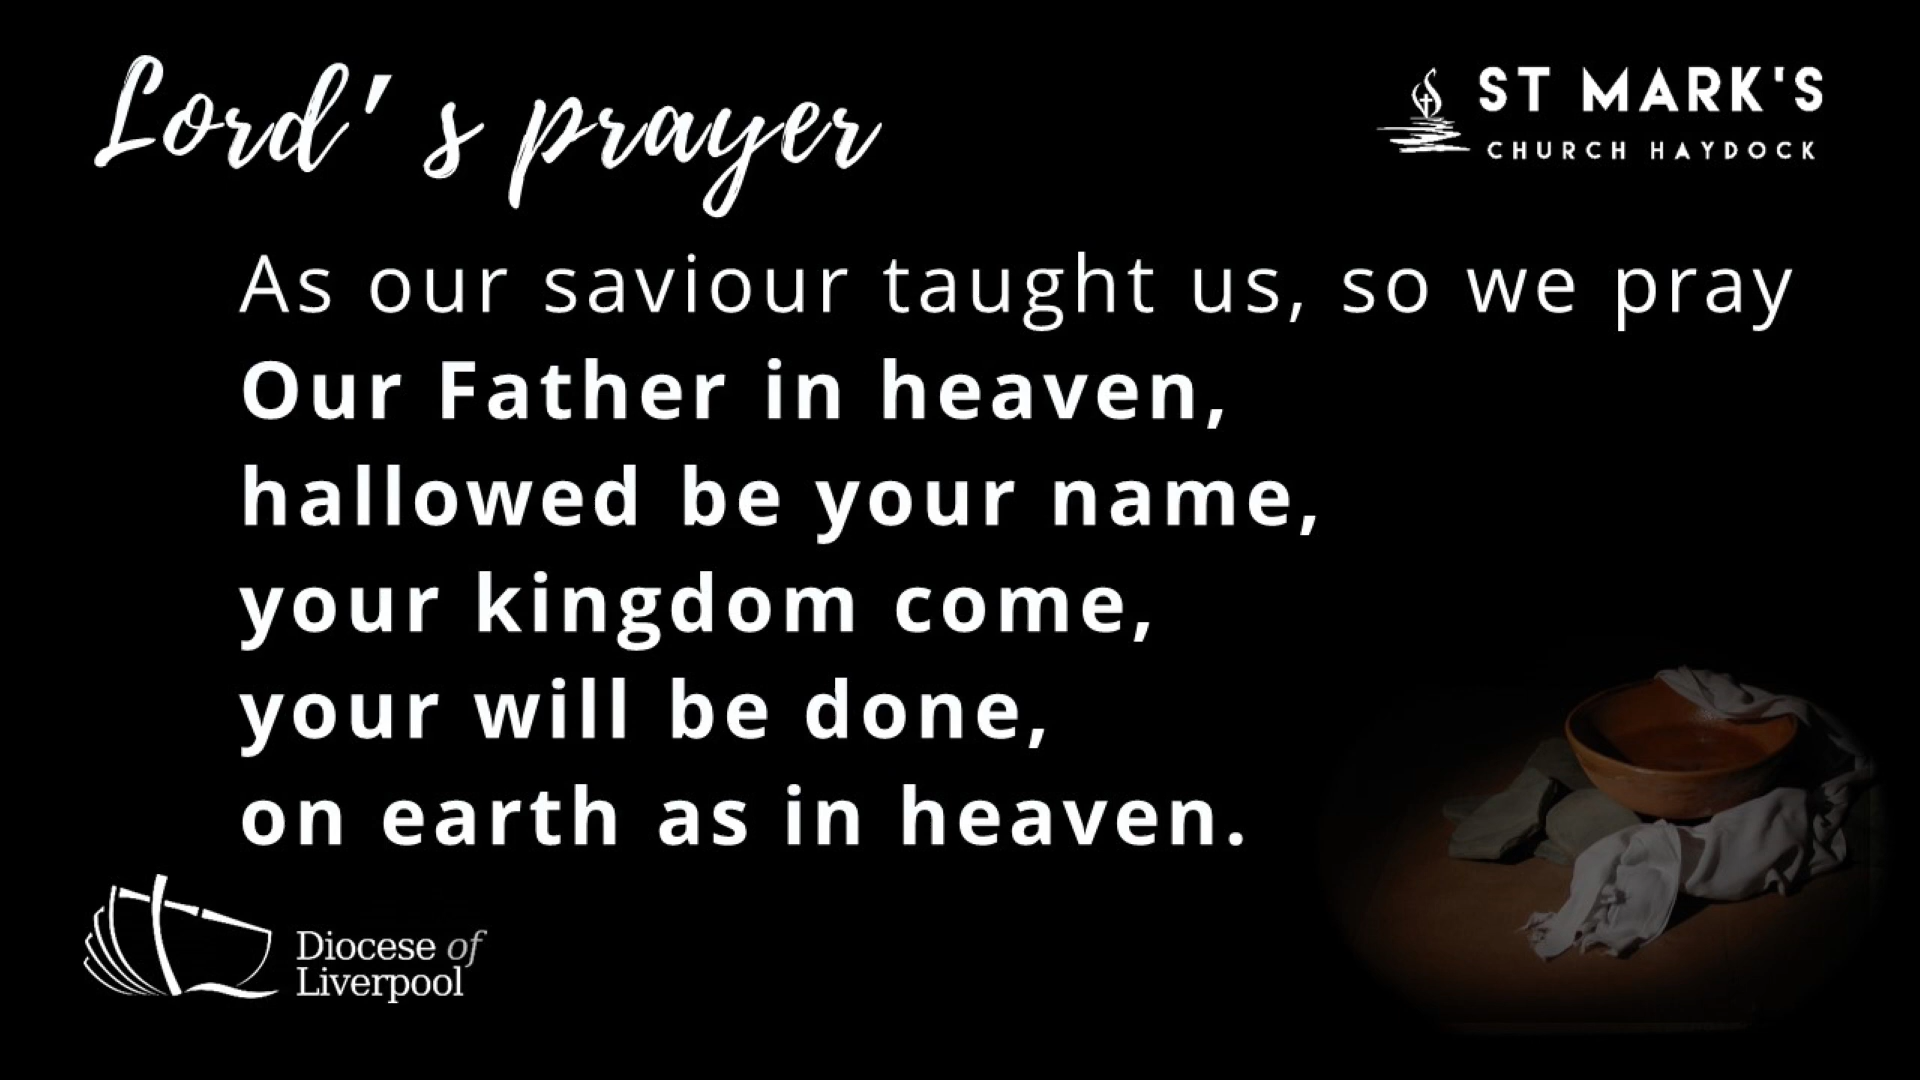 Lord's prayer
ST MARK'S
CHURCH HAYDOCK
As our saviour taught us, so we pray
Our Father in heaven,
hallowed be your name,
your kingdom come,
your will be done,
on earth as in heaven.
Diocese of
Liverpool